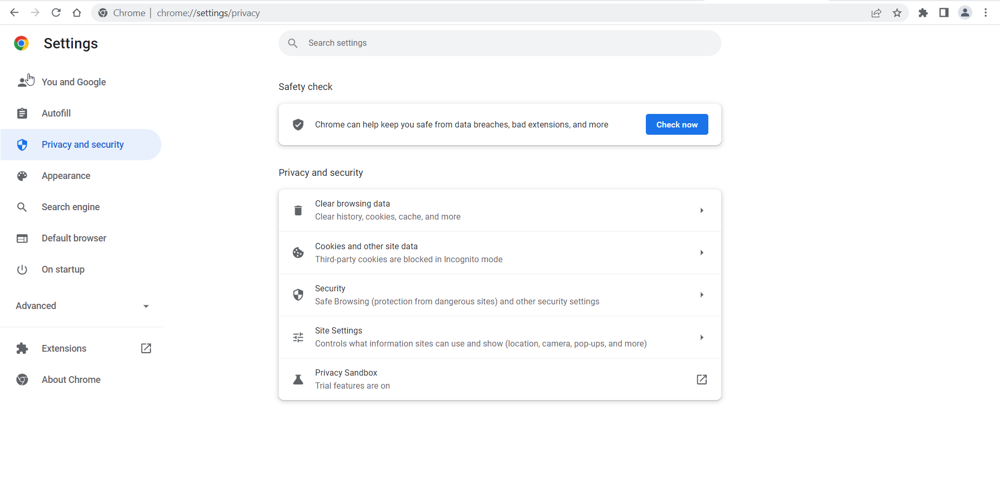 Chrome | chrome://settings/privacy
Settings
Search settings
You and Google
Autofill
Privacy and security
Appearance
Search engine
Default browser
On startup
Advanced
Extensions
About Chrome
Safety check
Chrome can help keep you safe from data breaches, bad extensions, and more
Check now
Privacy and security
Clear browsing data
Clear history, cookies, cache, and more
Cookies and other site data
Third-party cookies are blocked in Incognito mode
Security
Safe Browsing (protection from dangerous sites) and other security settings
Site Settings
Controls what information sites can use and show (location, camera, pop-ups, and more)
Privacy Sandbox
Trial features are on